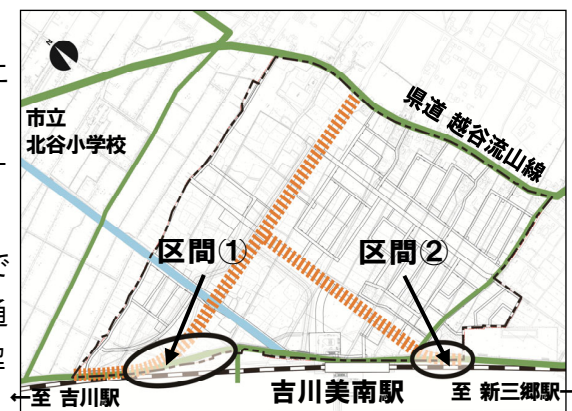 市立
北谷小学校
県道 越谷流山線
区間①
区間②
←至 吉川駅
吉川美南駅
至 新三郷駅
で